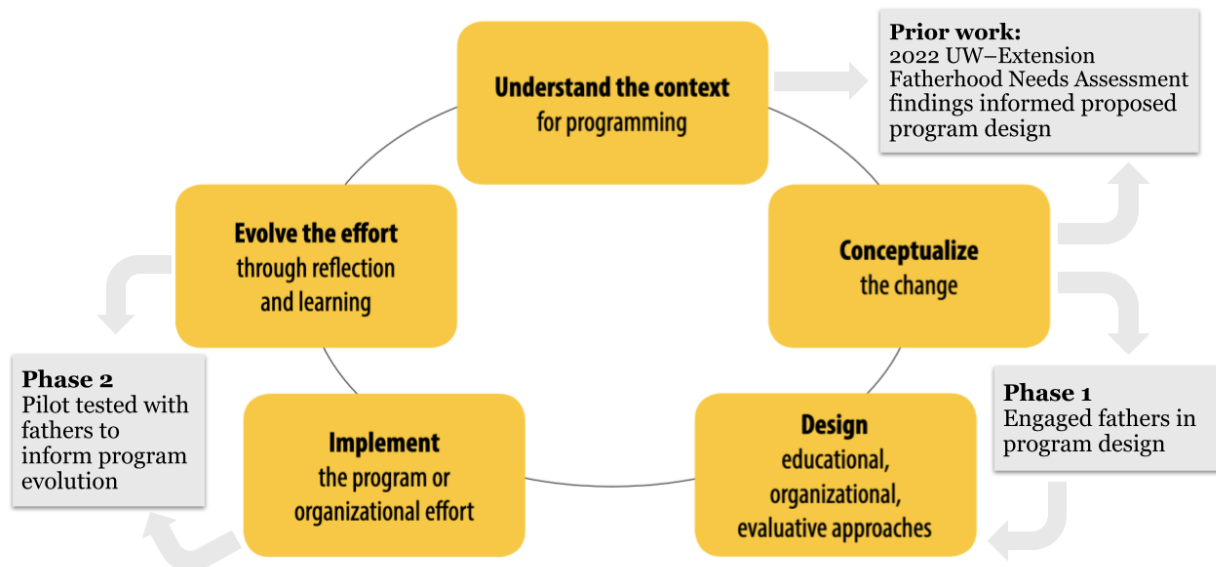 Understand the context
for programming
Prior work:
2022 UW–Extension
Fatherhood Needs Assessment
findings informed proposed
program design
Evolve the effort
through reflection
and learning
Conceptualize
the change
Phase 2
Pilot tested with
fathers to
inform program
evolution
Implement
the program or
organizational effort
Design
educational,
organizational,
evaluative approaches
Phase 1
Engaged fathers in
program design